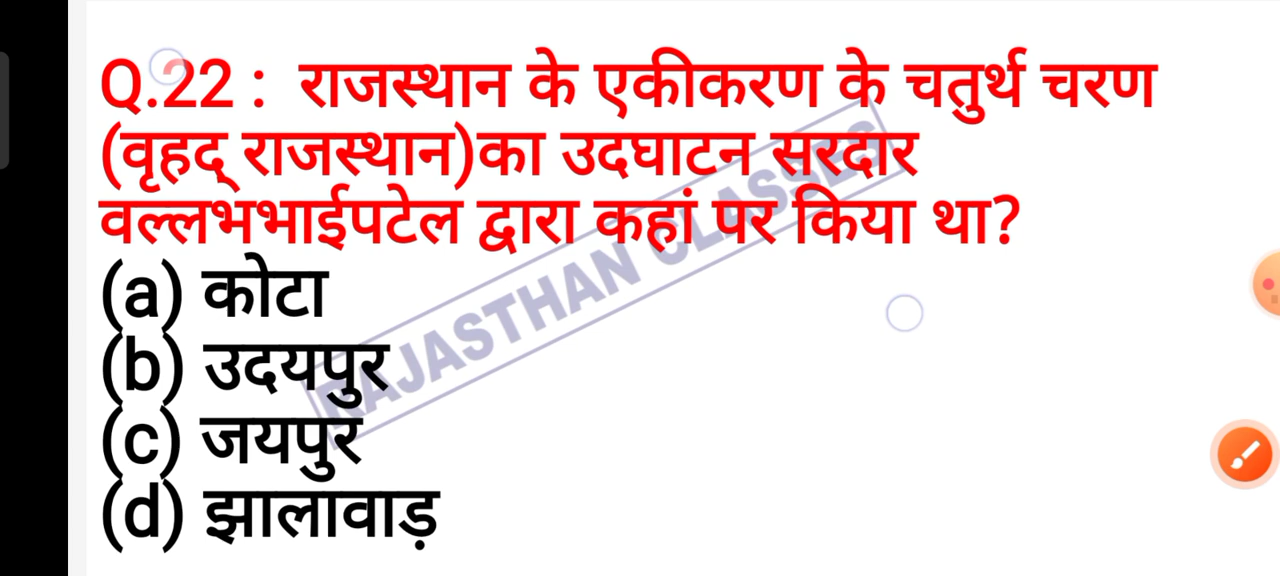 Q.22 : राजस्थान के एकीकरण के चतुर्थ चरण
(वृहद् राजस्थान)का उदघाटन सरदार
वल्लभभाईपटेल द्वारा कहां पर किया था?
(a) कोटा
(b) उदयपुर
(c) जयपुर
(d) झालावाड़
RAJASTHAN CLASSES